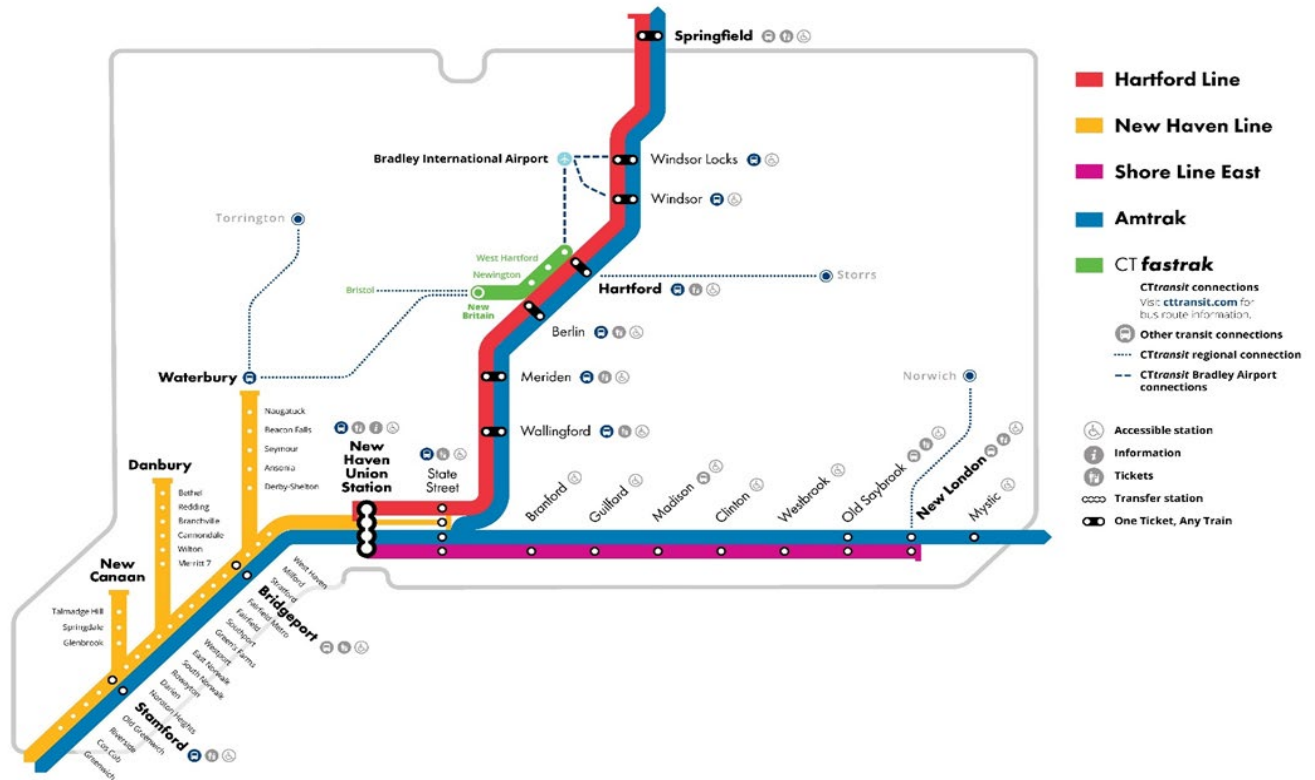 Springfield
Hartford Line
New Haven Line
Shore Line East
Amtrak
CT fastrak
CTtransit connections
Visit cttransit.com for
bus route information.
Other transit connections
CTtransit regional connection
CTtransit Bradley Airport
connections
Accessible station
i
Information
Tickets
Transfer station
One Ticket, Any Train
Bradley International Airport
Windsor Locks
Windsor
Torrington
West Hartford
Newington
Bristol
New
Britain
Storrs
Hartford
Berlin
Meriden
Wallingford
Waterbury
Norwich
Naugatuck
Beacon Falls
Seymour
Ansonia
Derby-Shelton
i
New
Haven
Union
Station
State
Street
Branford
Guilford
Madison
Clinton
Westbrook
Old Saybrook
New London
Mystic
Danbury
Bethel
Redding
Branchville
Cannondale
Wilton
Merritt 7
New
Canaan
Talmadge Hill
Springdale
Glenbrook
West Haven
Milford
Stratford
Bridgeport
Fairfield Metro
Fairfield
Southport
Green's Farms
Westport
East Norwalk
South Norwalk
Rowayton
Darien
Noroton Heights
Stamford
Old Greenwich
Riverside
Cos Cob
Greenwich